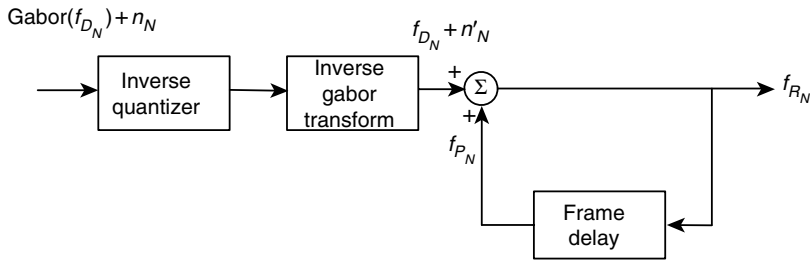 Gabor(f_{D_N}) + n_N
f_{D_N} + n'_N
Inverse
quantizer
Inverse
gabor
transform
+
Σ
+
f_{R_N}
f_{P_N}
Frame
delay